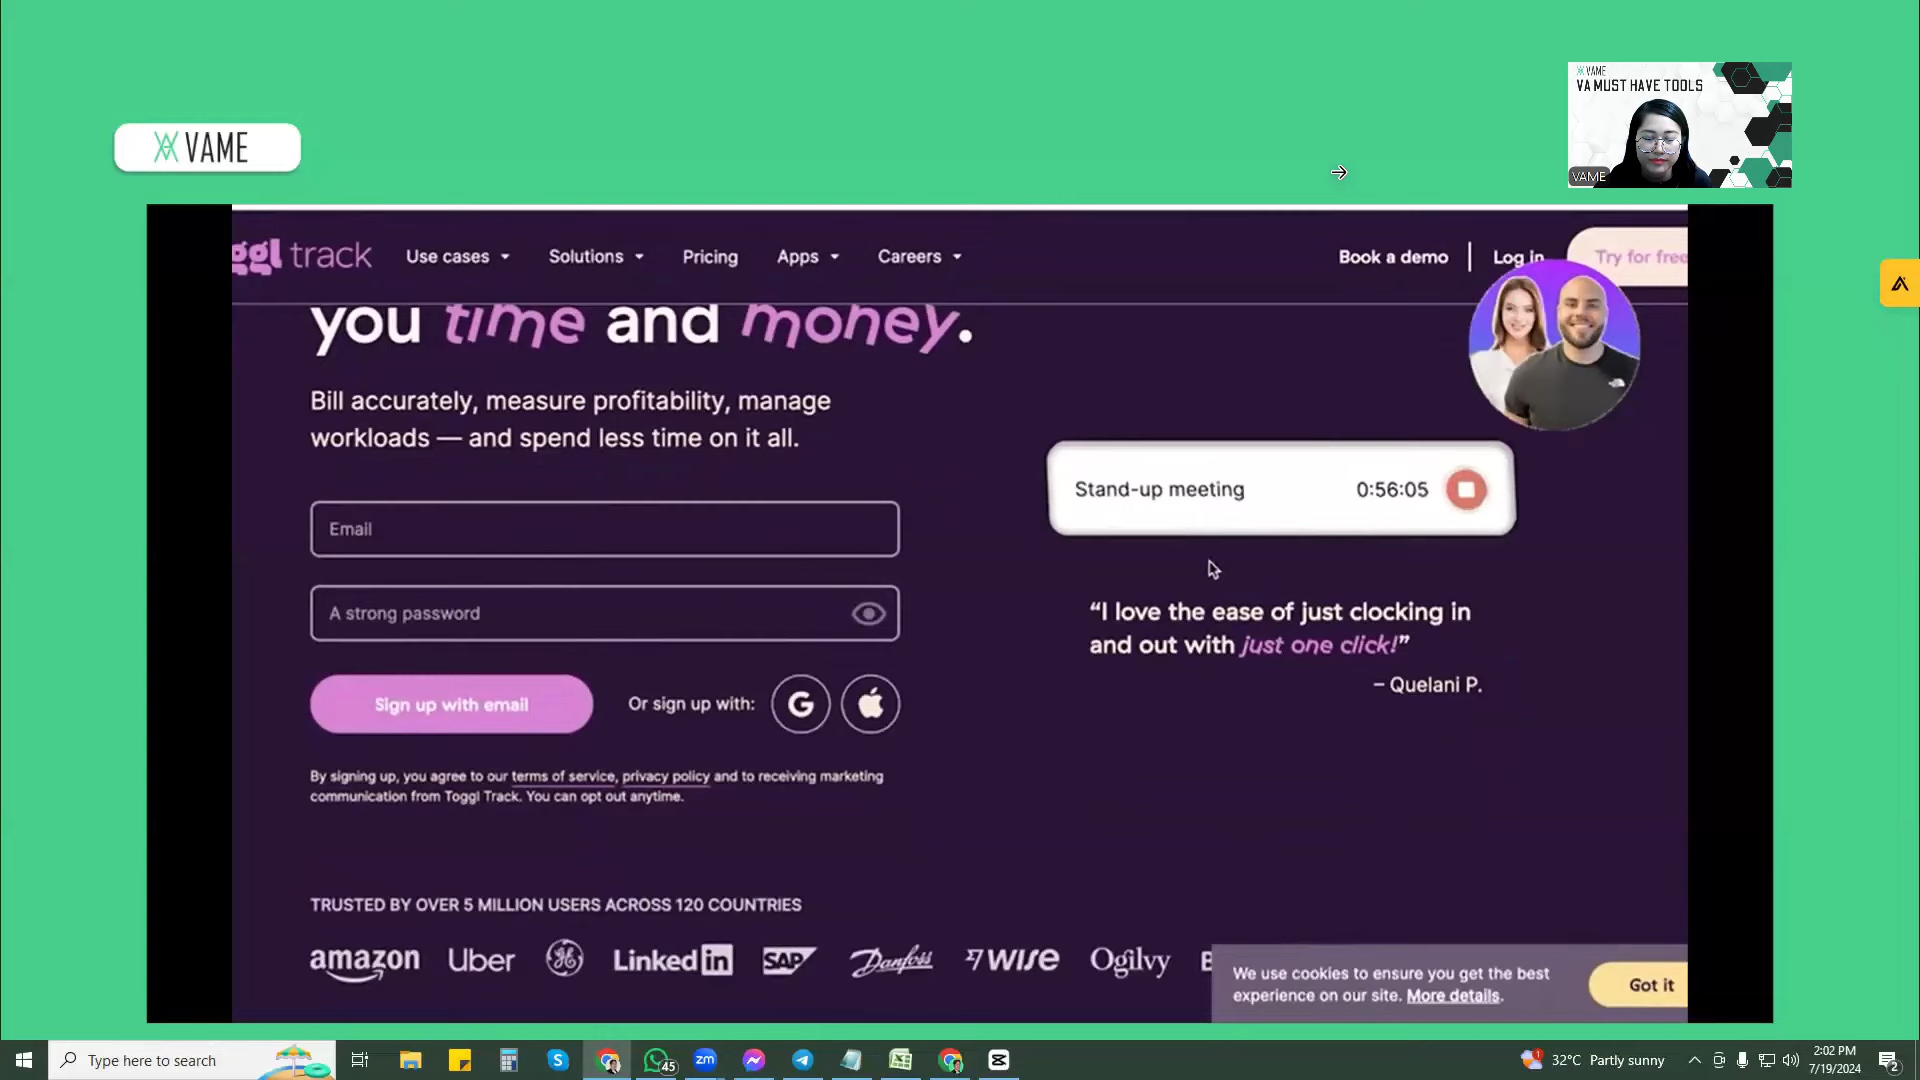 VAME
VAME
VA MUST HAVE TOOLS
VAME
ggl track
Use cases
Solutions
Pricing
Apps
Careers
Book a demo
Log in
Try for free
you time and money.
Bill accurately, measure profitability, manage
workloads — and spend less time on it all.
Email
A strong password
Sign up with email
Or sign up with:
G
By signing up, you agree to our terms of service, privacy policy and to receiving marketing
communication from Toggl Track. You can opt out anytime.
Stand-up meeting
0:56:05
“I love the ease of just clocking in
and out with just one click!”
– Quelani P.
TRUSTED BY OVER 5 MILLION USERS ACROSS 120 COUNTRIES
amazon
Uber
GE
LinkedIn
SAP
Danfoss
WISE
Ogilvy
We use cookies to ensure you get the best
experience on our site. More details.
Got it
Type here to search
45
zm
1
32°C Partly sunny
2:02 PM
7/19/2024
2